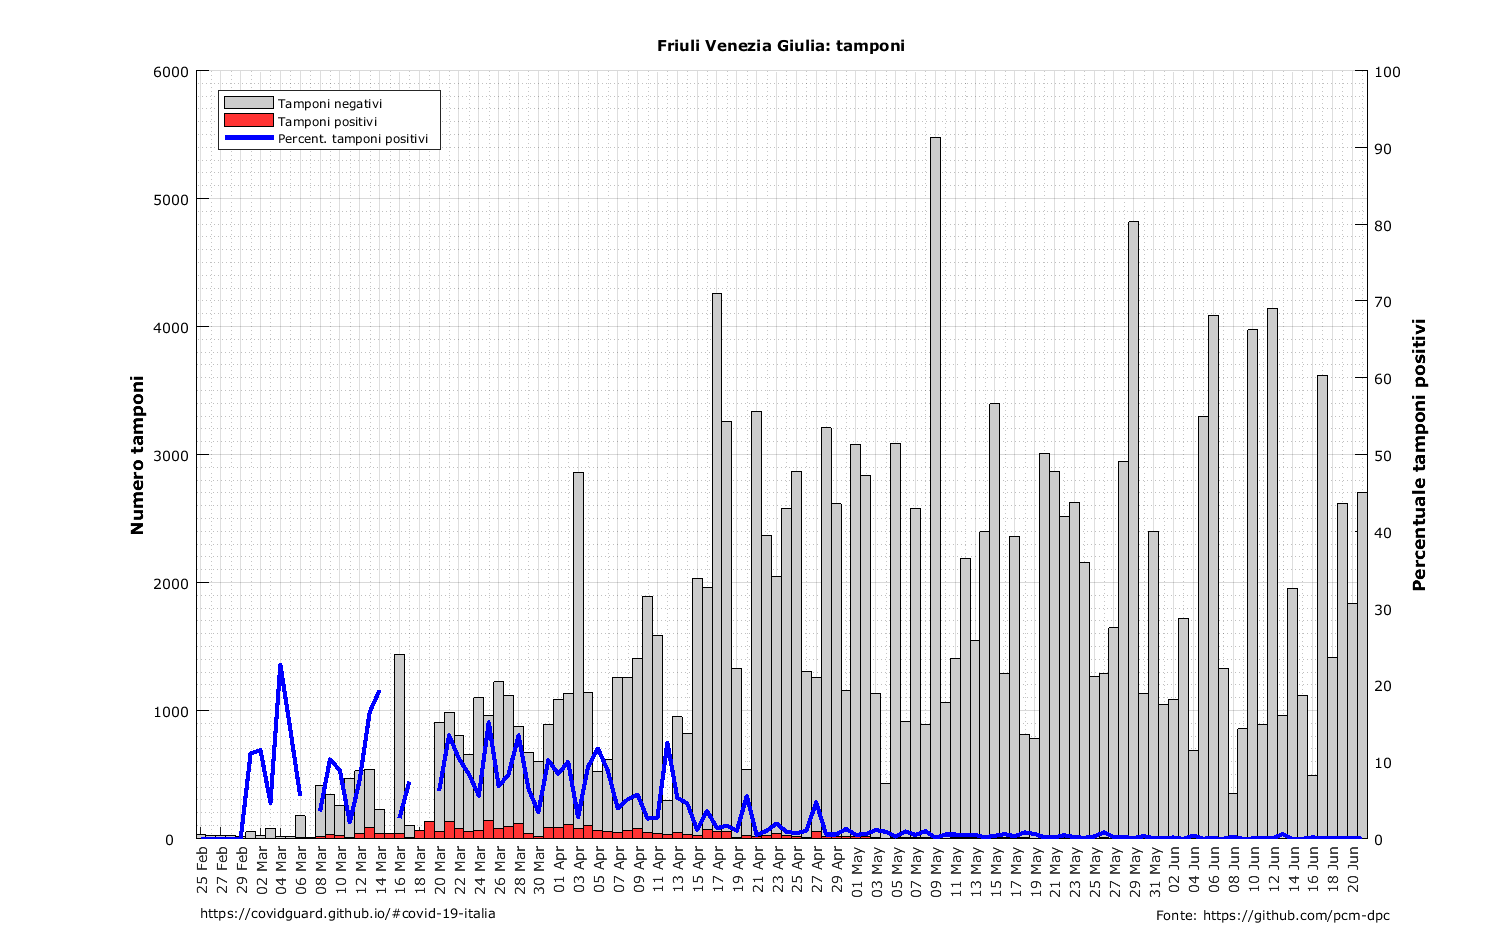 Friuli Venezia Giulia: tamponi
6000
5000
4000
3000
2000
1000
0
Numero tamponi
Tamponi negativi
Tamponi positivi
Percent. tamponi positivi
100
90
80
70
60
50
40
30
20
10
0
Percentuale tamponi positivi
25 Feb
27 Feb
29 Feb
02 Mar
04 Mar
06 Mar
08 Mar
10 Mar
12 Mar
14 Mar
16 Mar
18 Mar
20 Mar
22 Mar
24 Mar
26 Mar
28 Mar
30 Mar
01 Apr
03 Apr
05 Apr
07 Apr
09 Apr
11 Apr
13 Apr
15 Apr
17 Apr
19 Apr
21 Apr
23 Apr
25 Apr
27 Apr
29 Apr
01 May
03 May
05 May
07 May
09 May
11 May
13 May
15 May
17 May
19 May
21 May
23 May
25 May
27 May
29 May
31 May
02 Jun
04 Jun
06 Jun
08 Jun
10 Jun
12 Jun
14 Jun
16 Jun
18 Jun
20 Jun
https://covidguard.github.io/#covid-19-italia
Fonte: https://github.com/pcm-dpc